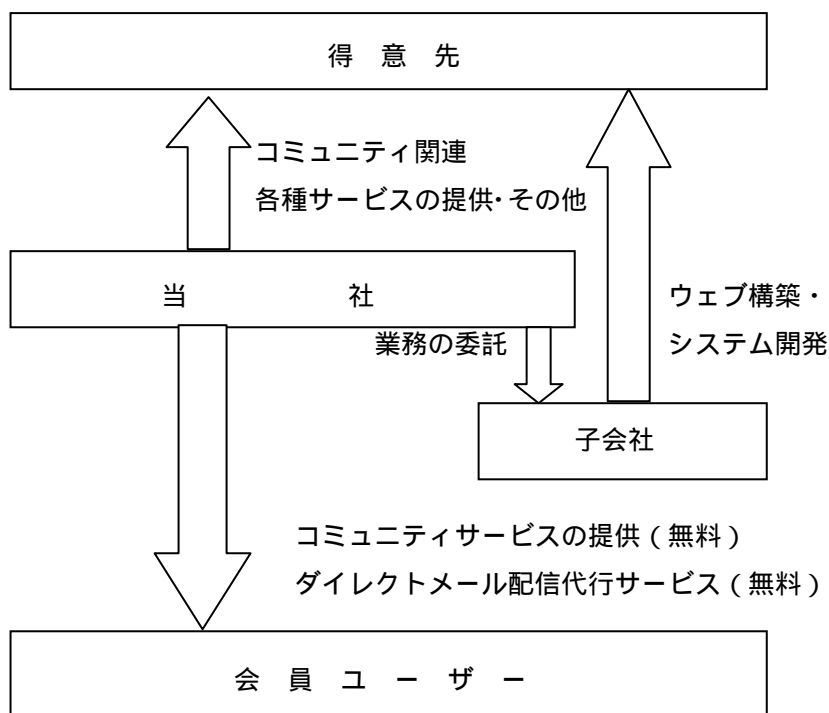 得 意 先
コミュニティ関連
各種サービスの提供・その他
当 社
ウェブ構築・
システム開発
業務の委託
子会社
コミュニティサービスの提供（無料）
ダイレクトメール配信代行サービス（無料）
会 員 ユ ー ザ ー